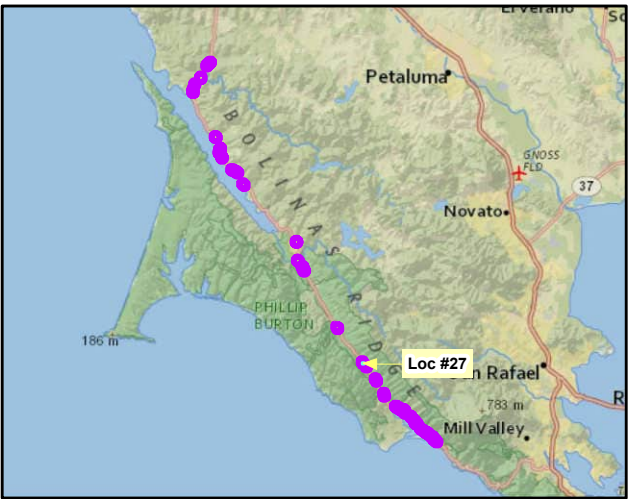 El Verano
So
Petaluma
BOLINAS RIDGE
GNOSS
FLD
37
Novato
PHILLIP
BURTON
186 m
Loc #27
n Rafael
R
783 m
Mill Valley